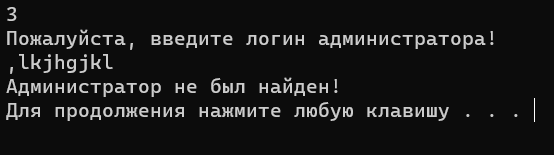 3
Пожалуйста, введите логин администратора!
,lkjhgjkl
Администратор не был найден!
Для продолжения нажмите любую клавишу . . .